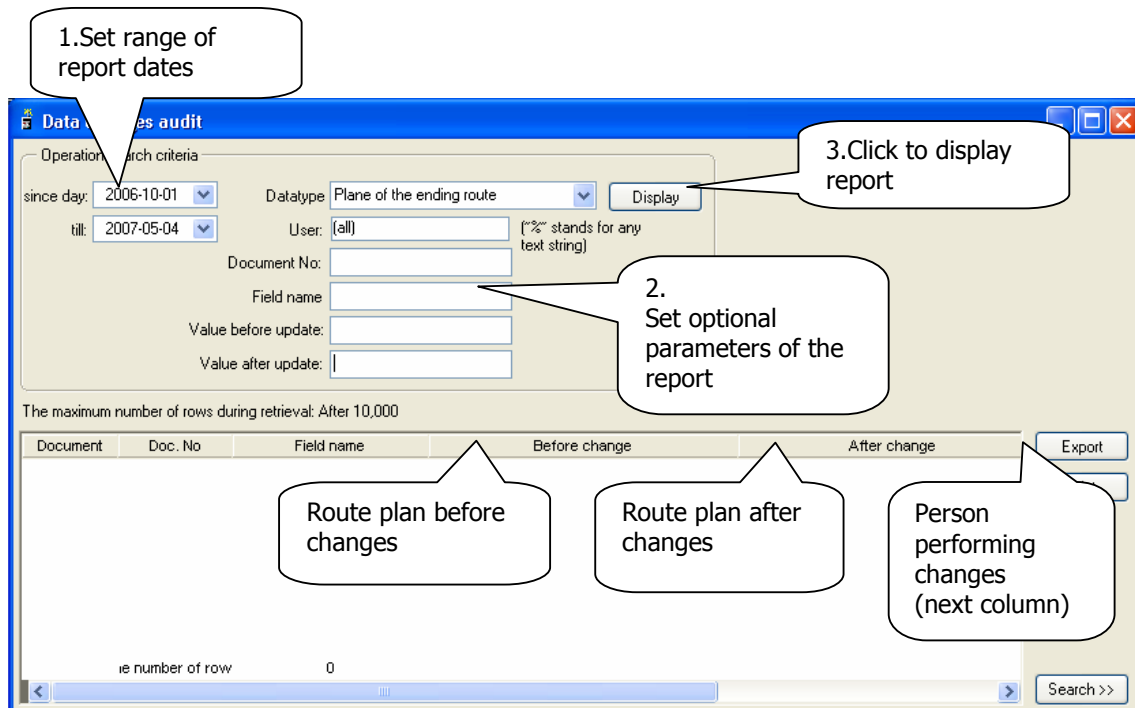 1.Set range of
report dates
Data es audit
3.Click to display
report
Operation rch criteria
since day: 2006-10-01 Datatype Plane of the ending route Display
till: 2007-05-04 User: (all) ("%" stands for any
text string)
Document No:
2.
Set optional
parameters of the
report
Field name
Value before update:
Value after update:
The maximum number of rows during retrieval: After 10,000
Document Doc. No Field name Before change After change Export
Route plan before
changes
Route plan after
changes
Person
performing
changes
(next column)
e number of row 0
Search >>